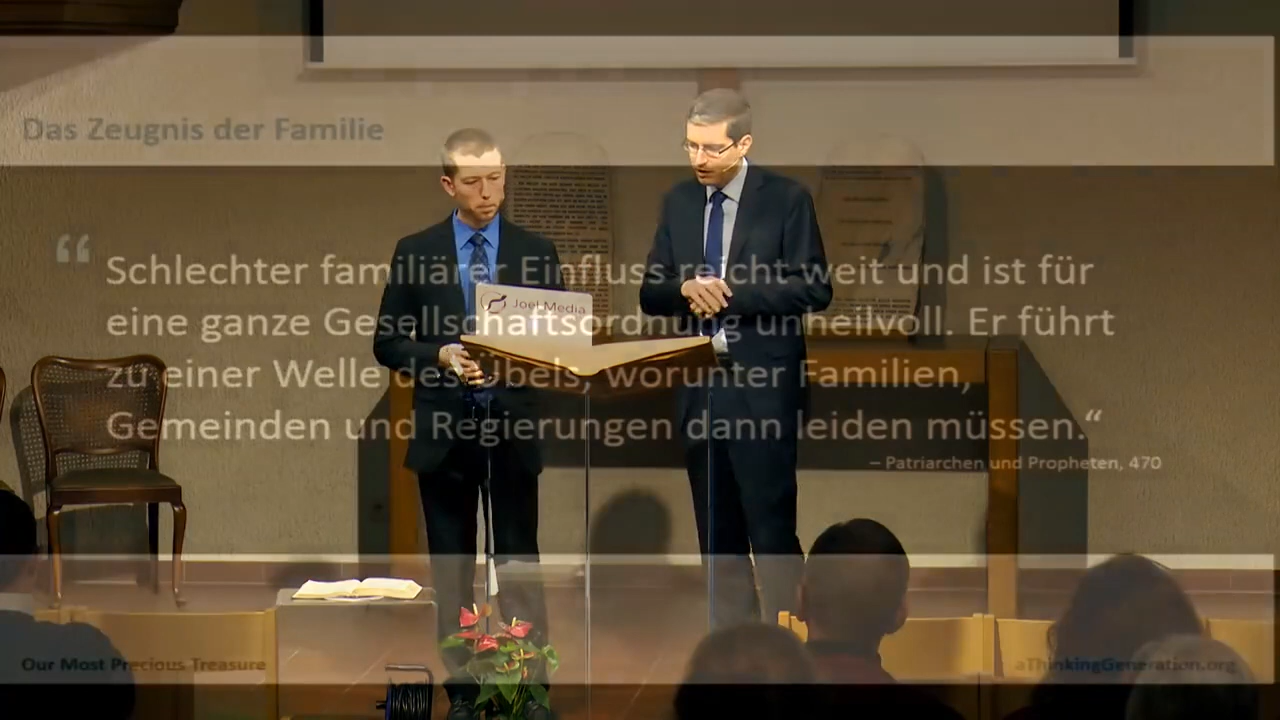 Das Zeugnis der Familie
“ Schlechter familiärer Einfluss reicht weit und ist für
eine ganze Gesellschaftsordnung unheilvoll. Er führt
zu einer Welle des Übels, worunter Familien,
Gemeinden und Regierungen dann leiden müssen.“
– Patriarchen und Propheten, 470
Joel Media
Our Most Precious Treasure
aThinkingGeneration.org